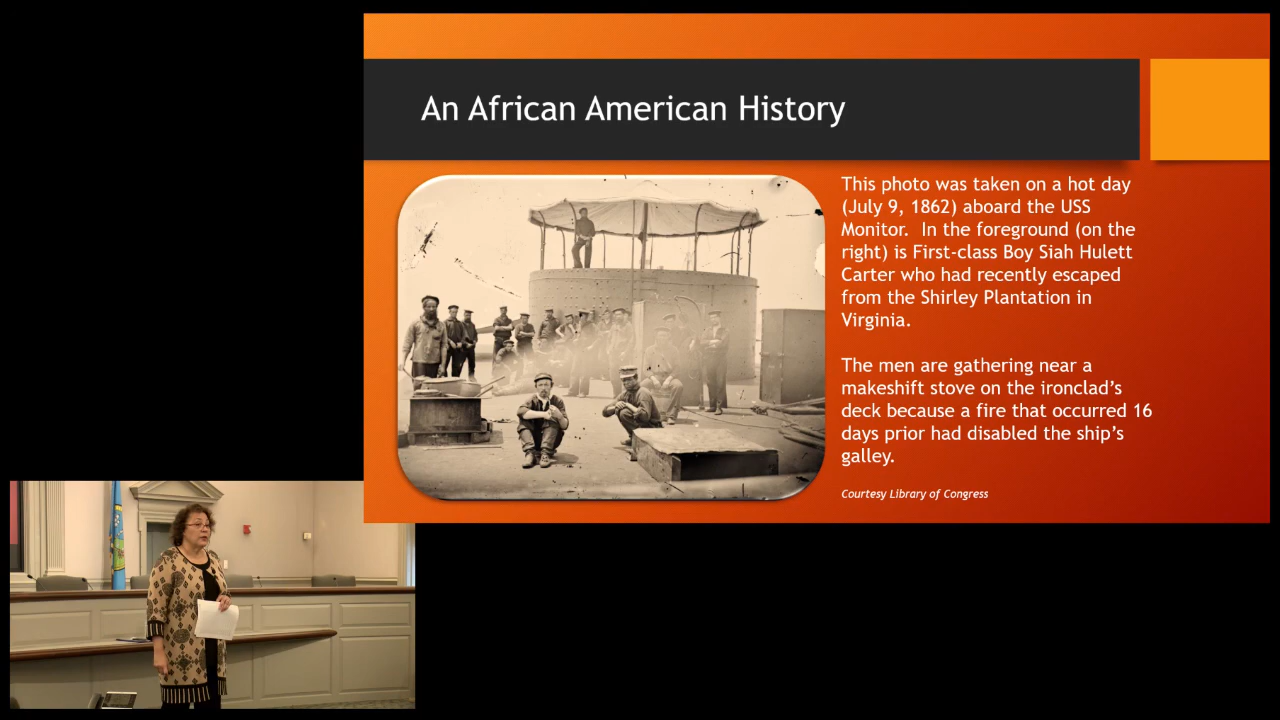 An African American History
This photo was taken on a hot day
(July 9, 1862) aboard the USS
Monitor.  In the foreground (on the
right) is First-class Boy Siah Hulett
Carter who had recently escaped
from the Shirley Plantation in
Virginia.
The men are gathering near a
makeshift stove on the ironclad's
deck because a fire that occurred 16
days prior had disabled the ship's
galley.
Courtesy Library of Congress